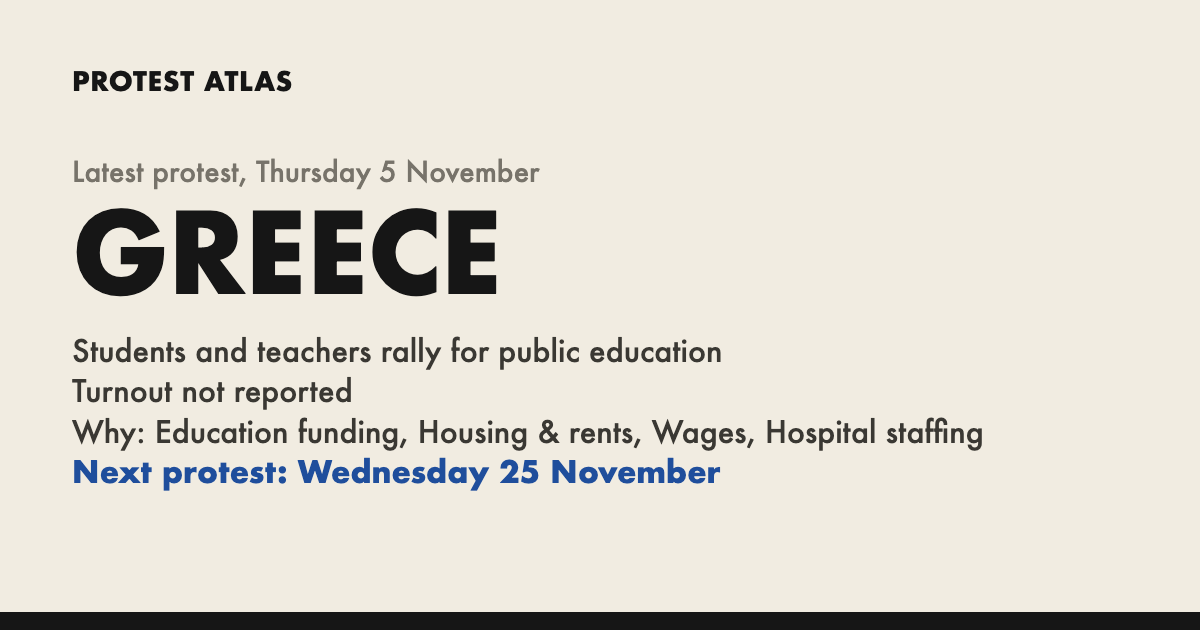 PROTEST ATLAS
Latest protest, Thursday 5 November
GREECE
Students and teachers rally for public education
Turnout not reported
Why: Education funding, Housing & rents, Wages, Hospital staffing
Next protest: Wednesday 25 November